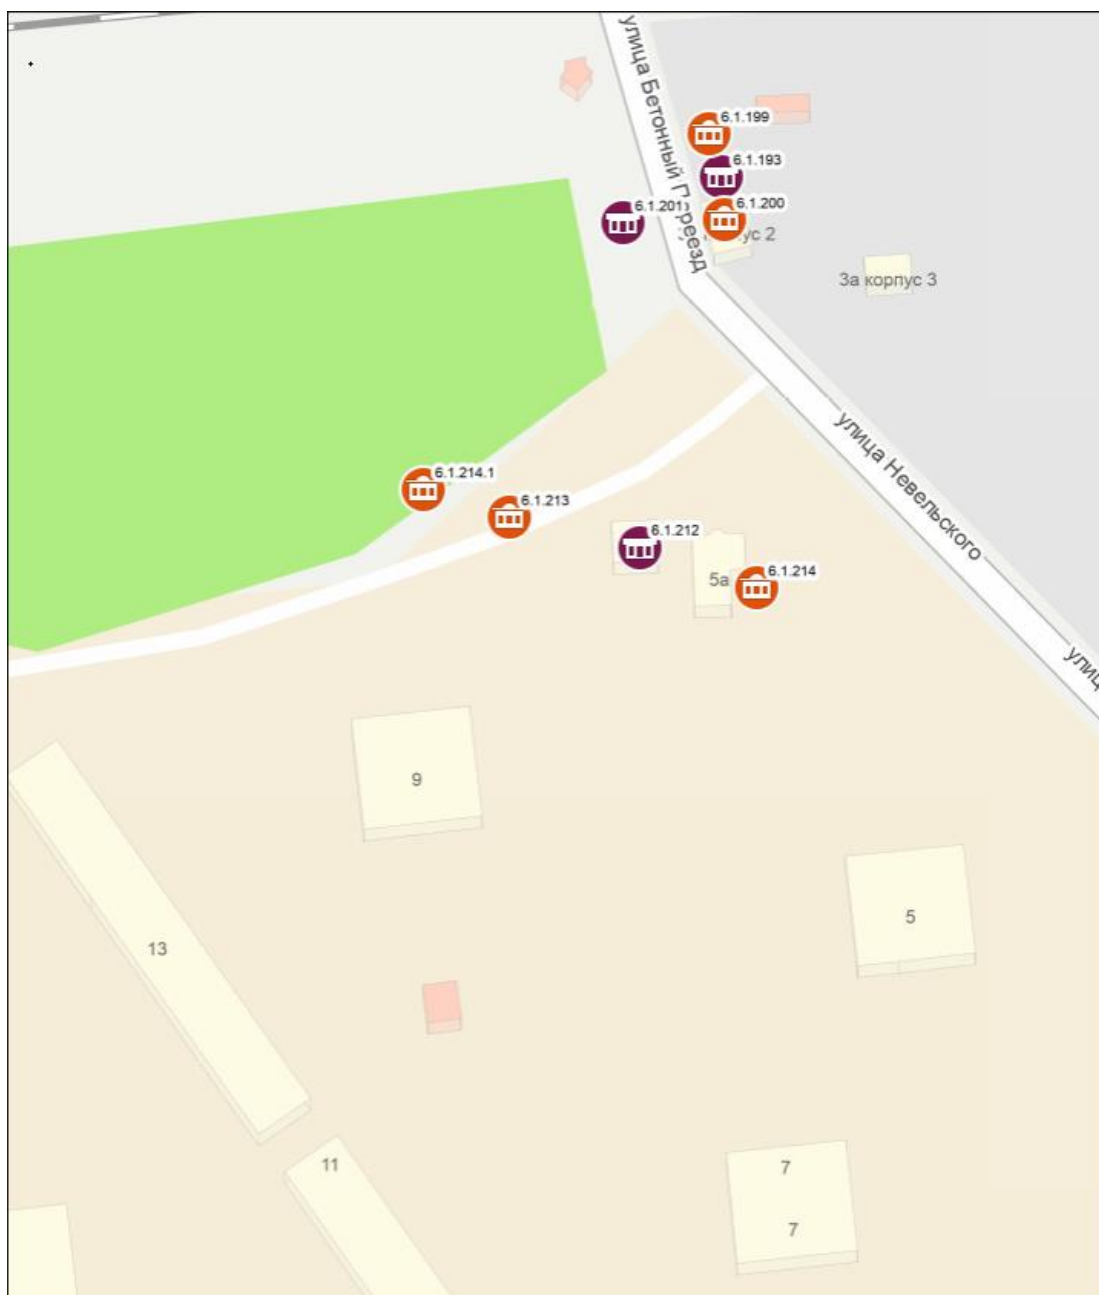 улица Бетонный Переезд
6.1.199
6.1.193
6.1.201
6.1.200
корпус 2
3а корпус 3
улица Невельского
6.1.214.1
6.1.213
6.1.212
5а
6.1.214
улиц
9
5
13
11
7
7